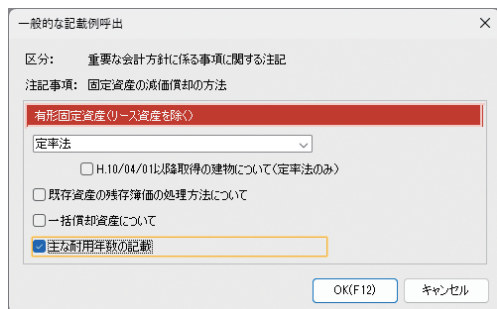 一般的な記載例呼出
区分： 重要な会計方針に係る事項に関する注記
注記事項： 固定資産の減価償却の方法
有形固定資産(リース資産を除く)
定率法
H.10/04/01以降取得の建物について(定率法のみ)
既存資産の残存簿価の処理方法について
一括償却資産について
主な耐用年数の記載
OK(F12) キャンセル